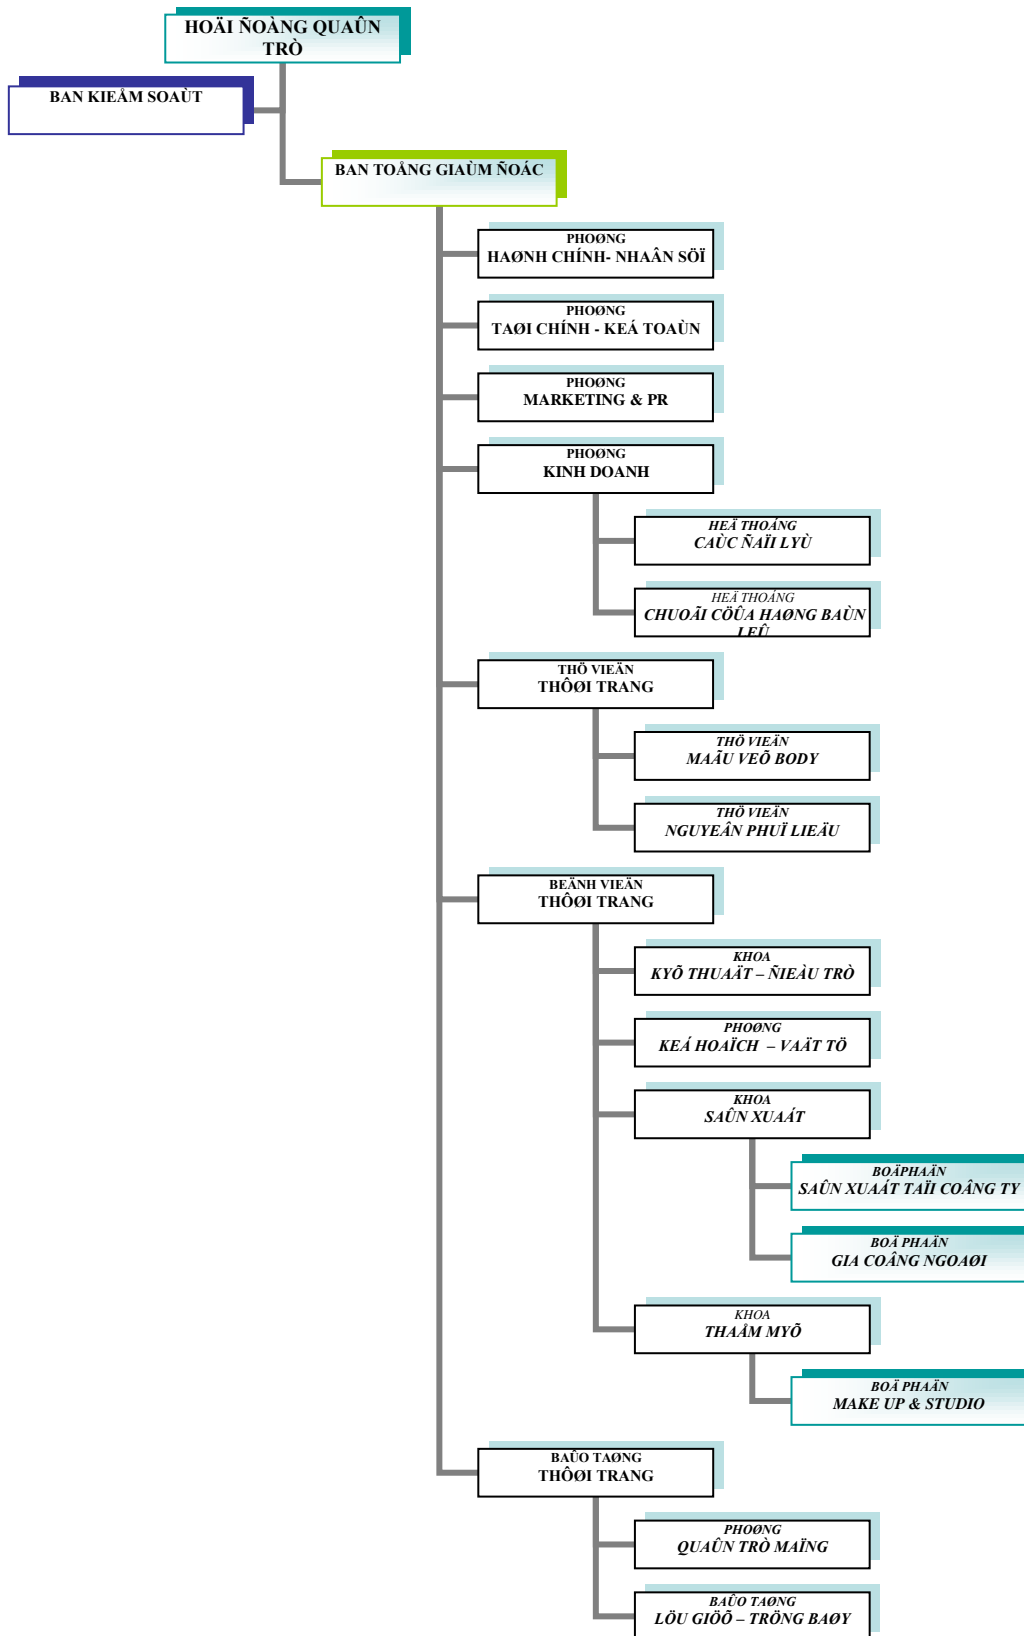 HOÄI ÑOÀNG QUAÛN
TRÒ
BAN KIEÅM SOAÙT
BAN TOÅNG GIAÙM ÑOÁC
PHOØNG
HAØNH CHÍNH- NHAÂN SÖÏ
PHOØNG
TAØI CHÍNH - KEÁ TOAÙN
PHOØNG
MARKETING & PR
PHOØNG
KINH DOANH
HEÄ THOÁNG
CAÙC ÑAÏI LYÙ
HEÄ THOÁNG
CHUOÃI CÖÛA HAØNG BAÙN
LEÛ
THÖ VIEÄN
THÔØI TRANG
THÖ VIEÄN
MAÃU VEÕ BODY
THÖ VIEÄN
NGUYEÂN PHUÏ LIEÄU
BEÄNH VIEÄN
THÔØI TRANG
KHOA
KYÕ THUAÄT – ÑIEÀU TRÒ
PHOØNG
KEÁ HOAÏCH – VAÄT TÖ
KHOA
SAÛN XUAÁT
BOÄPHAÄN
SAÛN XUAÁT TAÏI COÂNG TY
BOÄ PHAÄN
GIA COÂNG NGOAØI
KHOA
THAÅM MYÕ
BOÄ PHAÄN
MAKE UP & STUDIO
BAÛO TAØNG
THÔØI TRANG
PHOØNG
QUAÛN TRÒ MAÏNG
BAÛO TAØNG
LÖU GIÖÕ – TRÖNG BAØY